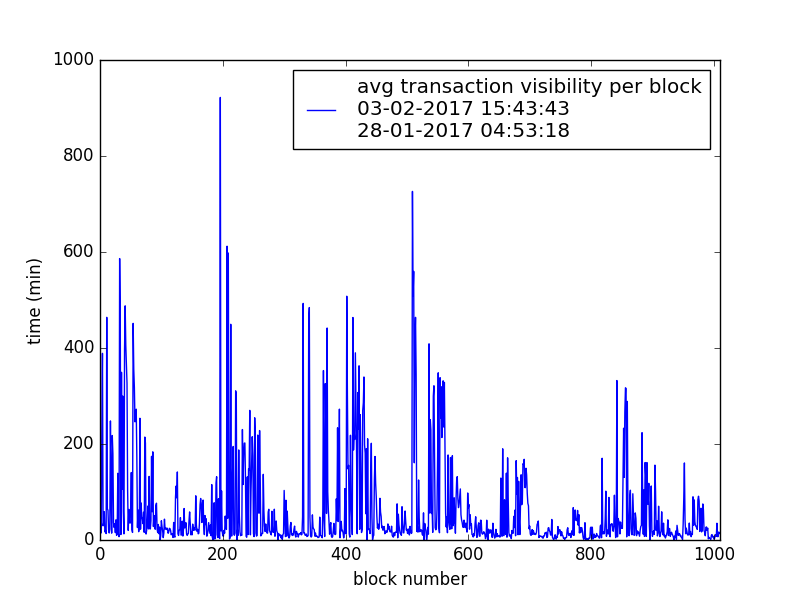 1000
avg transaction visibility per block
03-02-2017 15:43:43
28-01-2017 04:53:18
800
600
time (min)
400
200
0
0 200 400 600 800 1000
block number